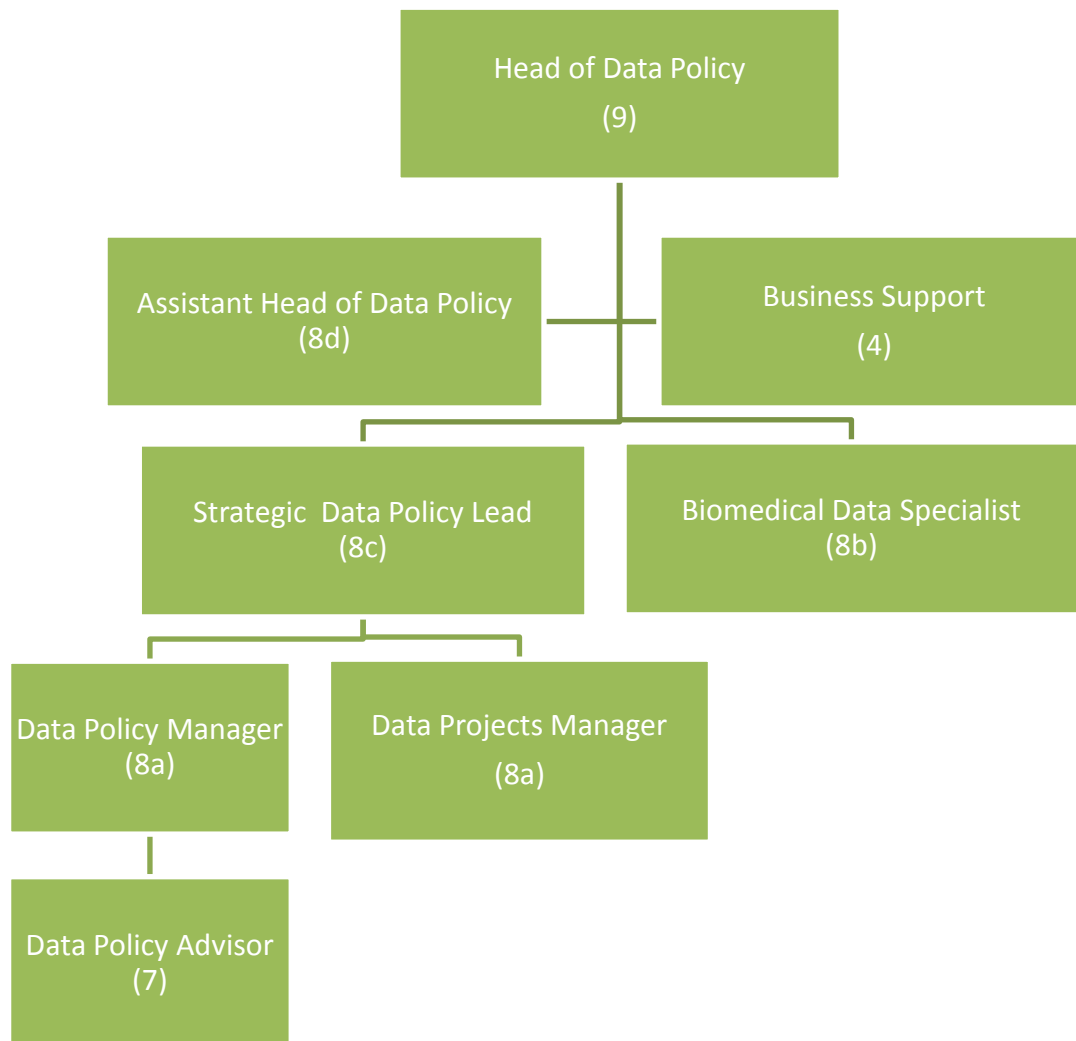 Head of Data Policy
(9)
Assistant Head of Data Policy
(8d)
Business Support
(4)
Strategic  Data Policy Lead
(8c)
Biomedical Data Specialist
(8b)
Data Policy Manager
(8a)
Data Projects Manager
(8a)
Data Policy Advisor
(7)